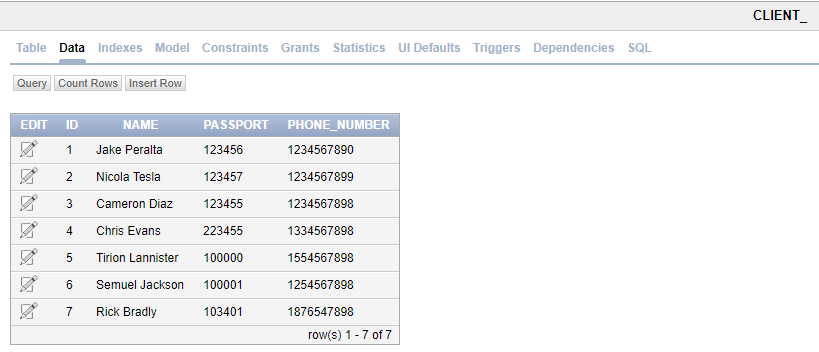 CLIENT_
Table Data Indexes Model Constraints Grants Statistics UI Defaults Triggers Dependencies SQL
Query Count Rows Insert Row
EDIT ID NAME PASSPORT PHONE_NUMBER
1 Jake Peralta 123456 1234567890
2 Nicola Tesla 123457 1234567899
3 Cameron Diaz 123455 1234567898
4 Chris Evans 223455 1334567898
5 Tirion Lannister 100000 1554567898
6 Semuel Jackson 100001 1254567898
7 Rick Bradly 103401 1876547898
row(s) 1 - 7 of 7